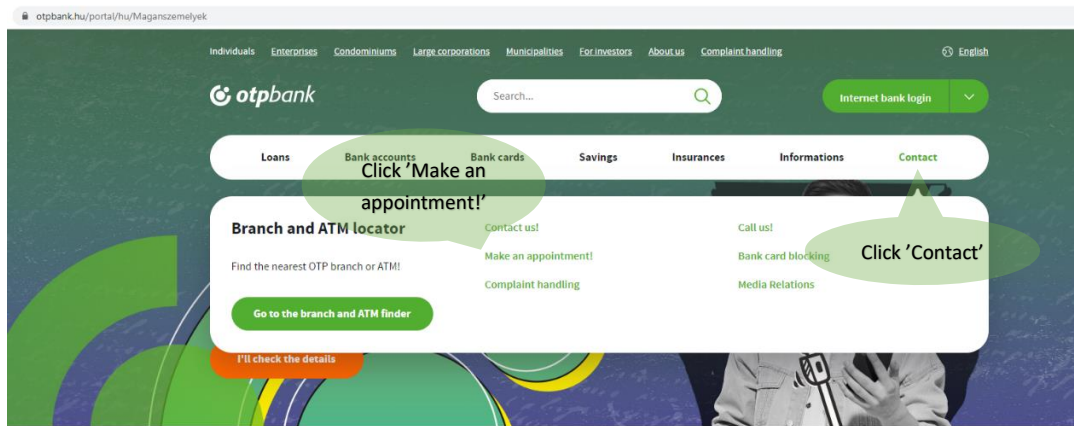 otpbank.hu/portal/hu/Maganszemelyek
Individuals Enterprises Condominiums Large corporations Municipalities For investors About us Complaint handling English
otpbank Search... Internet bank login
Loans Bank accounts Bank cards Savings Insurances Informations Contact
Click 'Make an
appointment!'
Branch and ATM locator
Find the nearest OTP branch or ATM!
Go to the branch and ATM finder
Contact us!
Make an appointment!
Complaint handling
Call us!
Bank card blocking
Media Relations
Click 'Contact'
I'll check the details